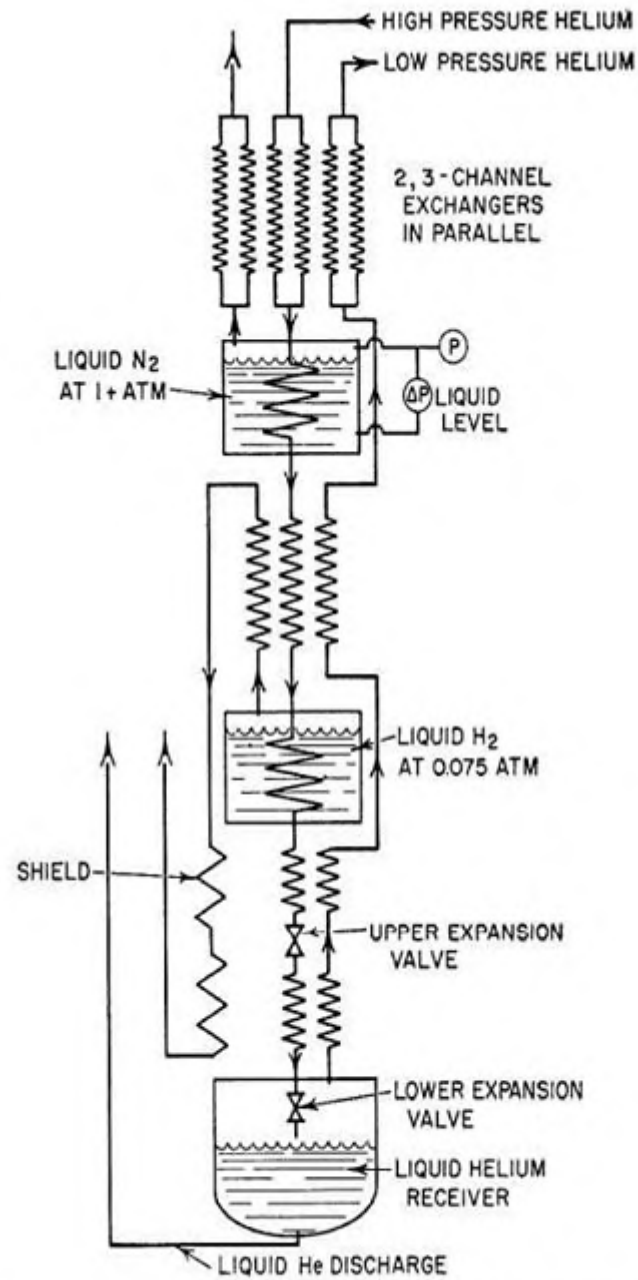 HIGH PRESSURE HELIUM
LOW PRESSURE HELIUM
2, 3-CHANNEL
EXCHANGERS
IN PARALLEL
LIQUID N2
AT 1+ ATM
P
ΔP
LIQUID
LEVEL
LIQUID H2
AT 0.075 ATM
SHIELD
UPPER EXPANSION
VALVE
LOWER EXPANSION
VALVE
LIQUID HELIUM
RECEIVER
LIQUID He DISCHARGE